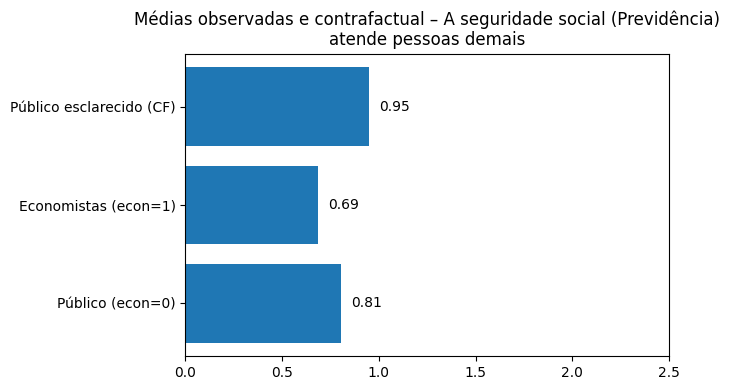 Médias observadas e contrafactual – A seguridade social (Previdência)
atende pessoas demais
Público esclarecido (CF)
0.95
Economistas (econ=1)
0.69
Público (econ=0)
0.81
0.0
0.5
1.0
1.5
2.0
2.5